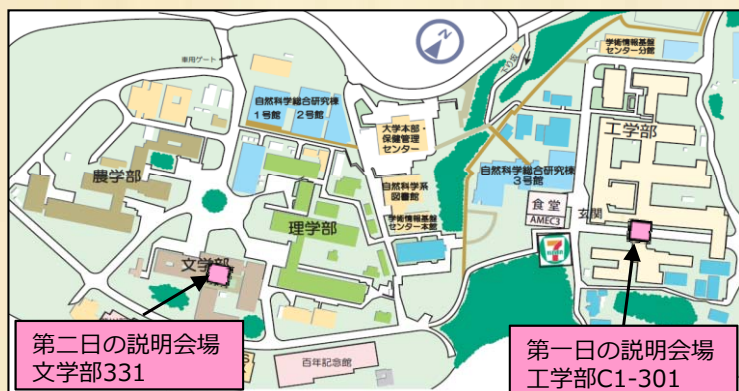 N
車用ゲート
学術情報基盤
センター分館
自然科学総合研究棟
1号館
2号館
大学本部・
保健管理
センター
工学部
自然科学総合研究棟
3号館
農学部
自然科学系
図書館
食堂
AMEC3
玄関
理学部
学術情報基盤
センター本館
文学部
7
百年記念館
第二日の説明会場
文学部331
第一日の説明会場
工学部C1-301